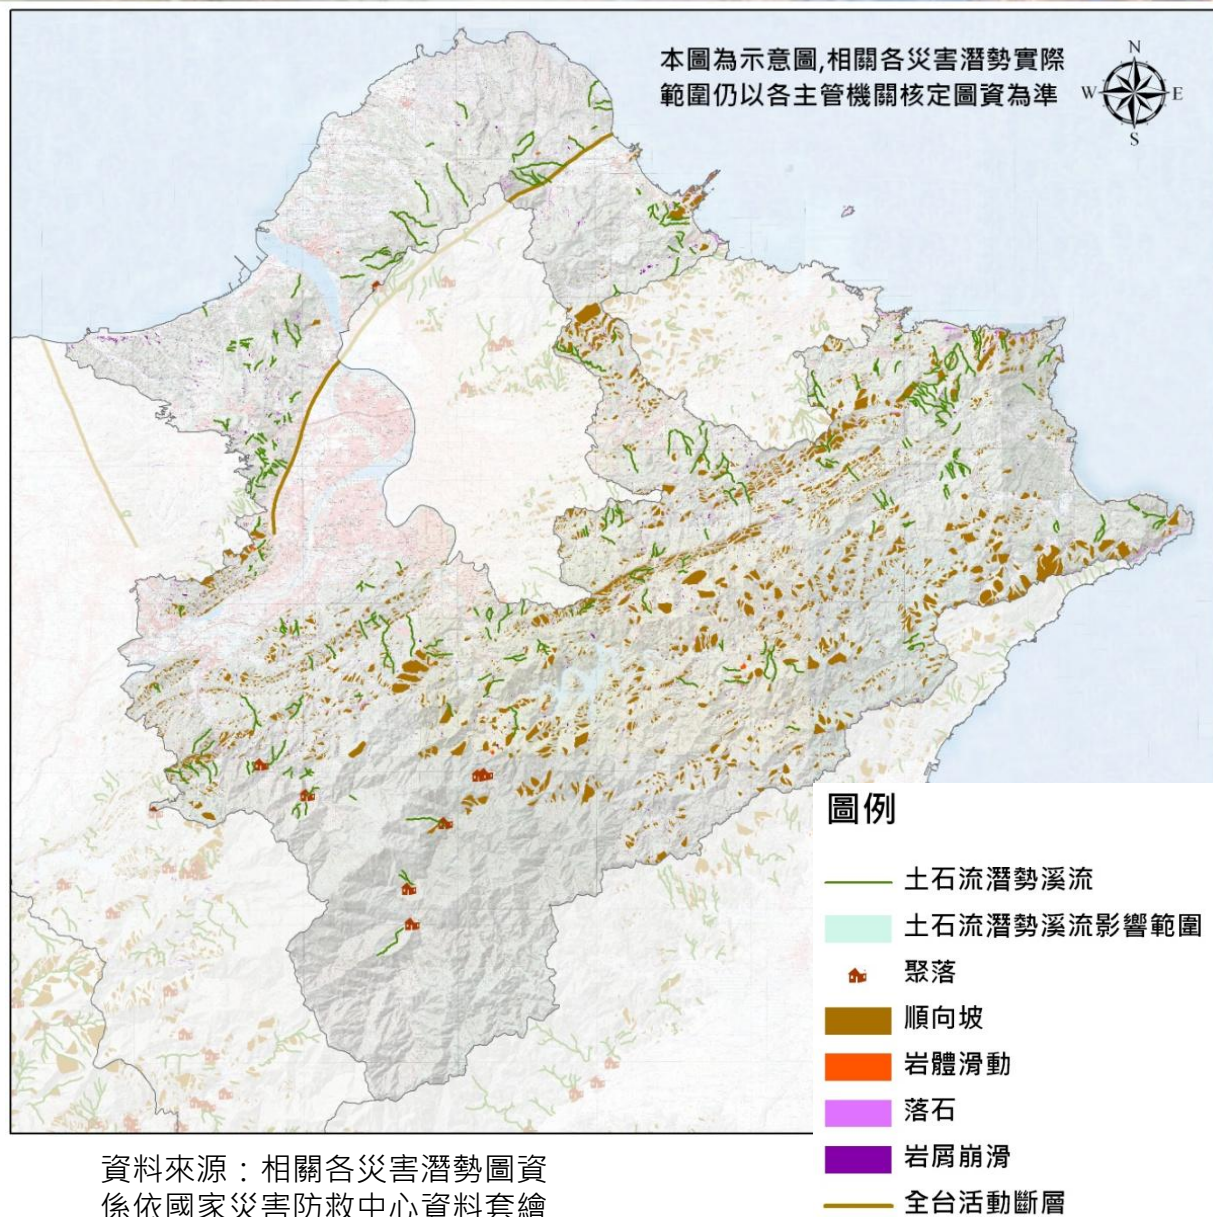 本圖為示意圖,相關各災害潛勢實際
範圍仍以各主管機關核定圖資為準
N
W
E
S
圖例
土石流潛勢溪流
土石流潛勢溪流影響範圍
聚落
順向坡
岩體滑動
落石
岩屑崩滑
全台活動斷層
資料來源：相關各災害潛勢圖資
係依國家災害防救中心資料套繪